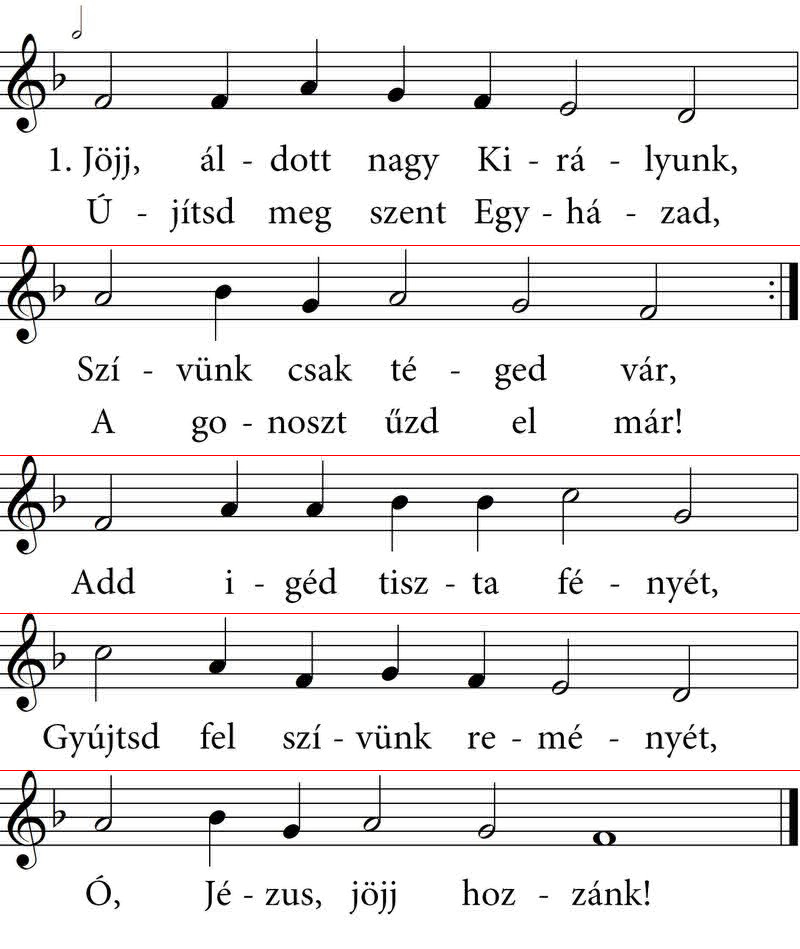 1. Jöjj, ál - dott nagy Ki - rá - lyunk,
Ú - jítsd meg szent Egy - há - zad,
Szí - vünk csak té - ged vár,
A go - noszt űzd el már!
Add i - géd tisz - ta fé - nyét,
Gyújtsd fel szí - vünk re - mé - nyét,
Ó, Jé - zus, jöjj hoz - zánk!